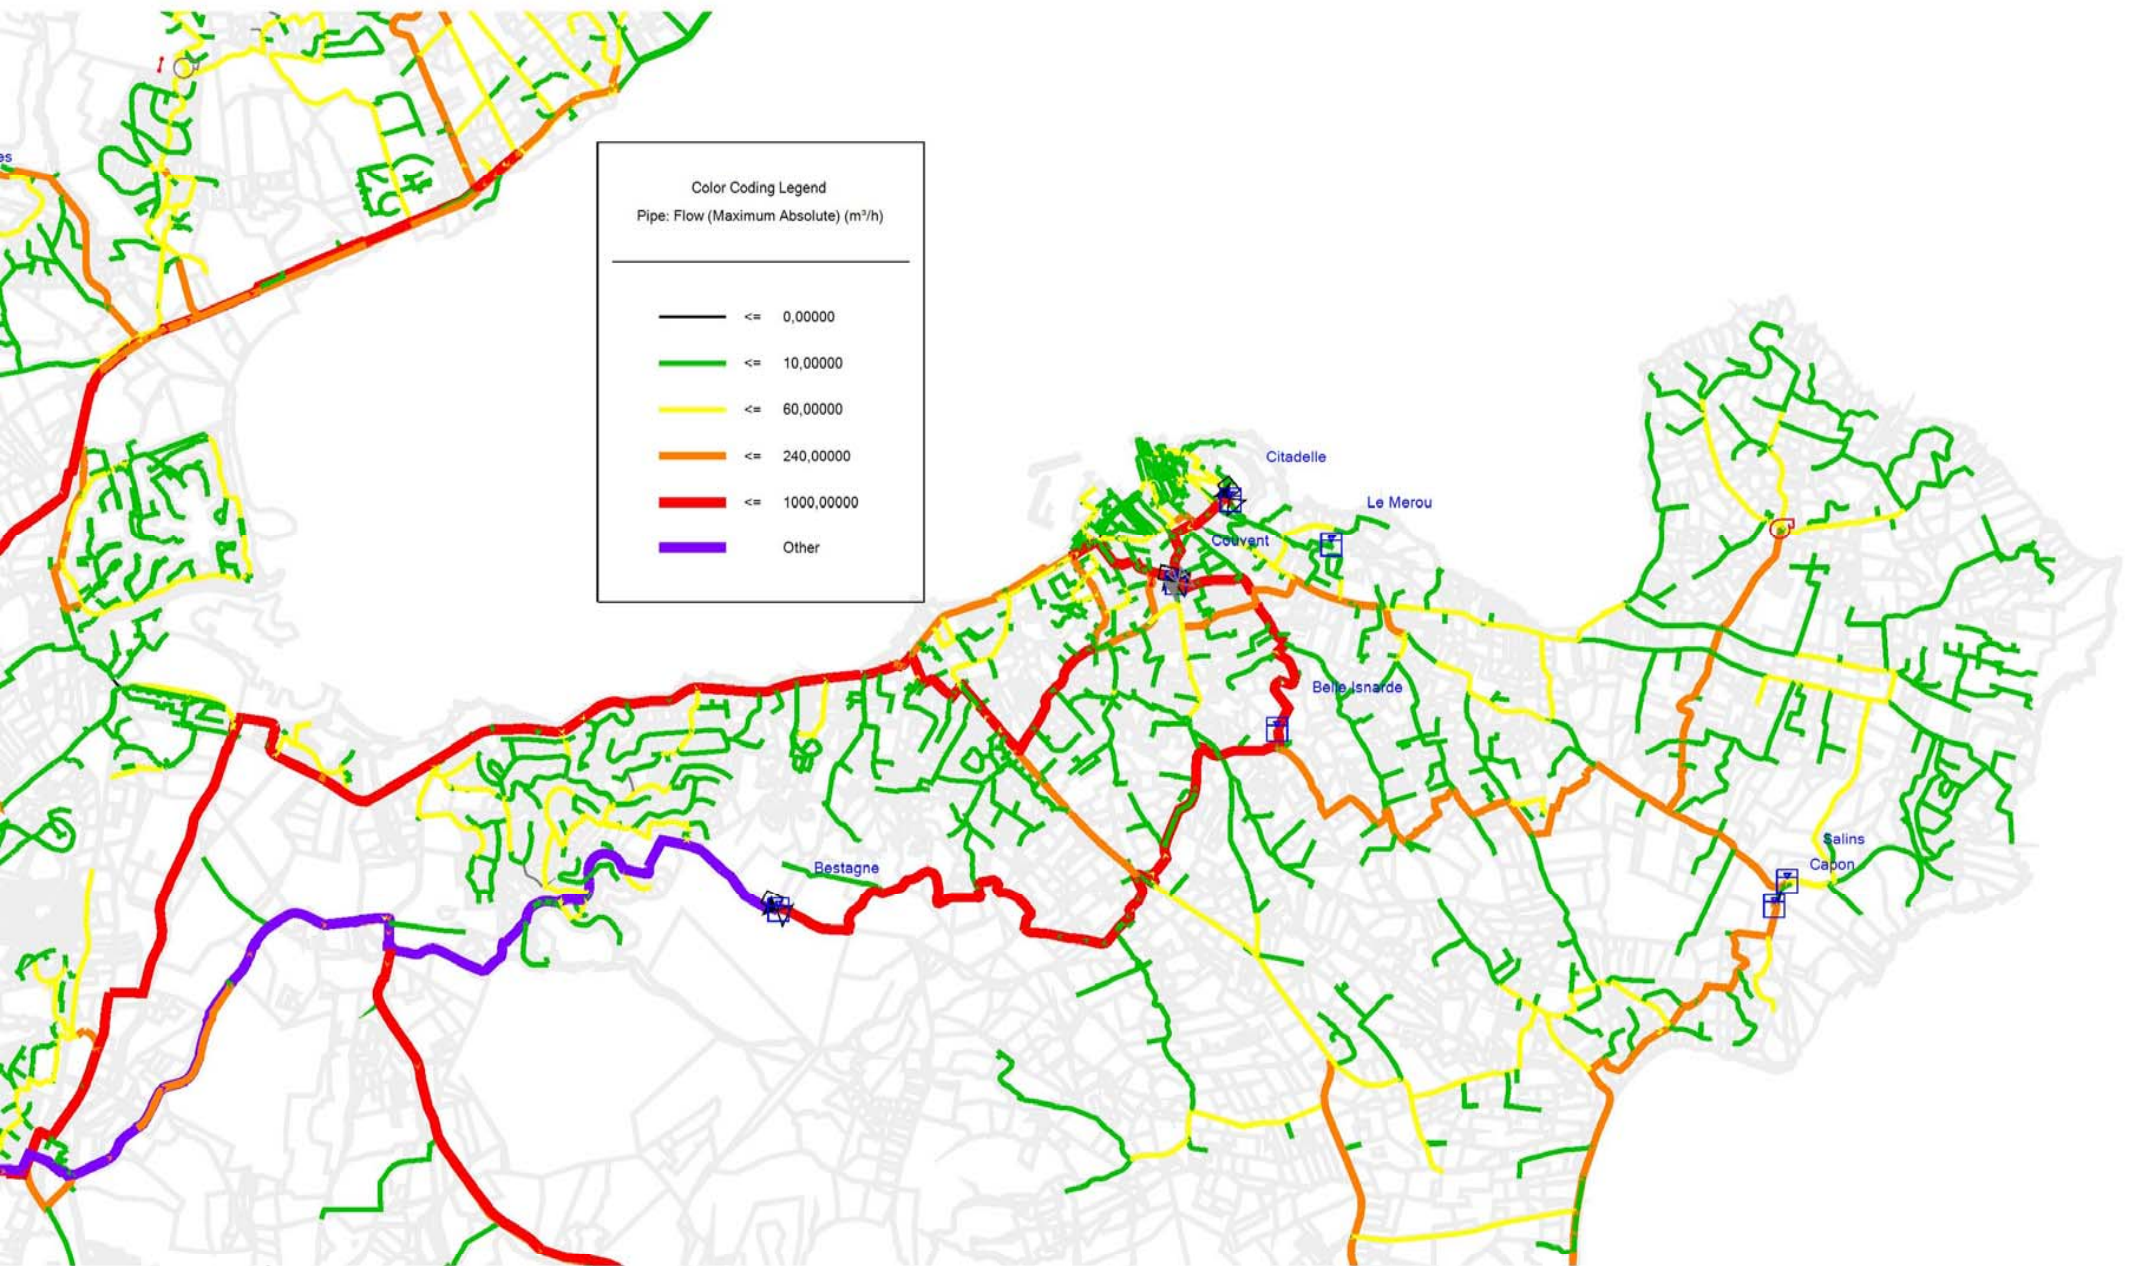 es
Color Coding Legend
Pipe: Flow (Maximum Absolute) (m³/h)
<= 0,00000
<= 10,00000
<= 60,00000
<= 240,00000
<= 1000,00000
Other
Citadelle
Le Merou
Couvent
Belle Isnarde
Bestagne
Salins
Capon